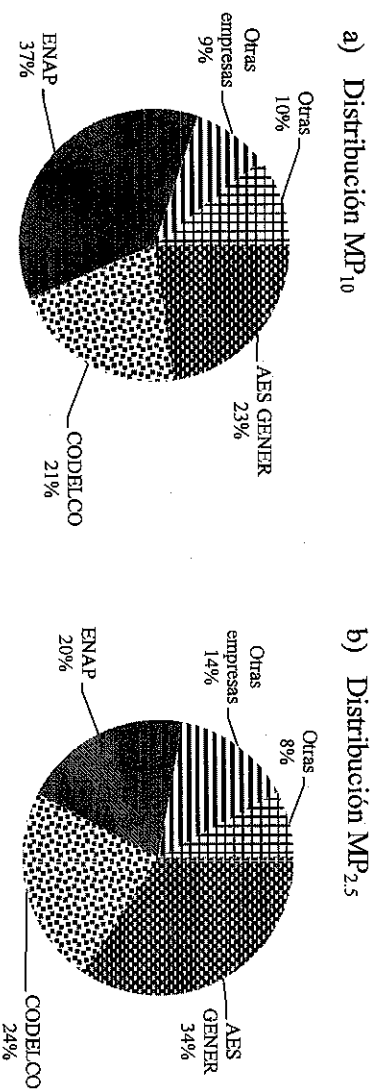 a) Distribución MP₁₀
Otras
10%
Otras
empresas
9%
ENAP
37%
AES GENER
23%
CODELCO
21%
b) Distribución MP₂.₅
Otras
8%
Otras
empresas
14%
ENAP
20%
AES
GENER
34%
CODELCO
24%